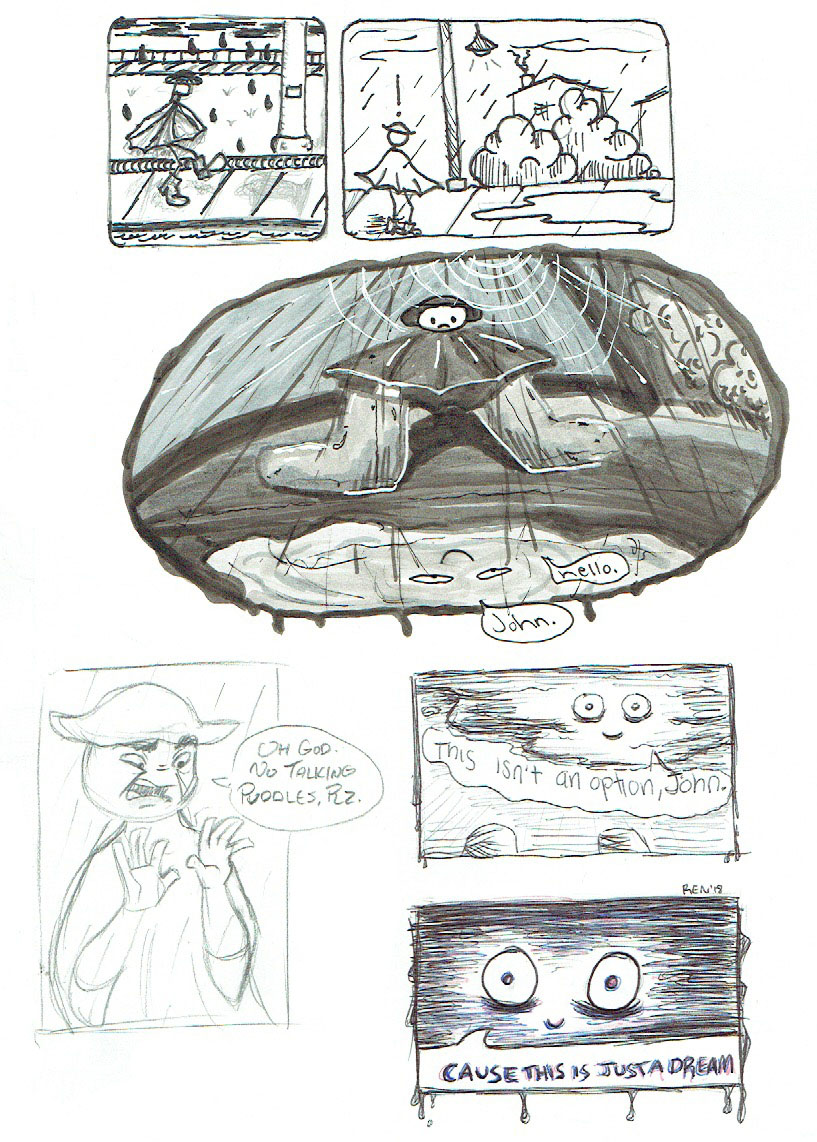 !
hello.
John.
UH GOD.
NO TALKING
PUDDLES, PLZ.
This isn't an option, John.
REN '18
CAUSE THIS IS JUST A DREAM